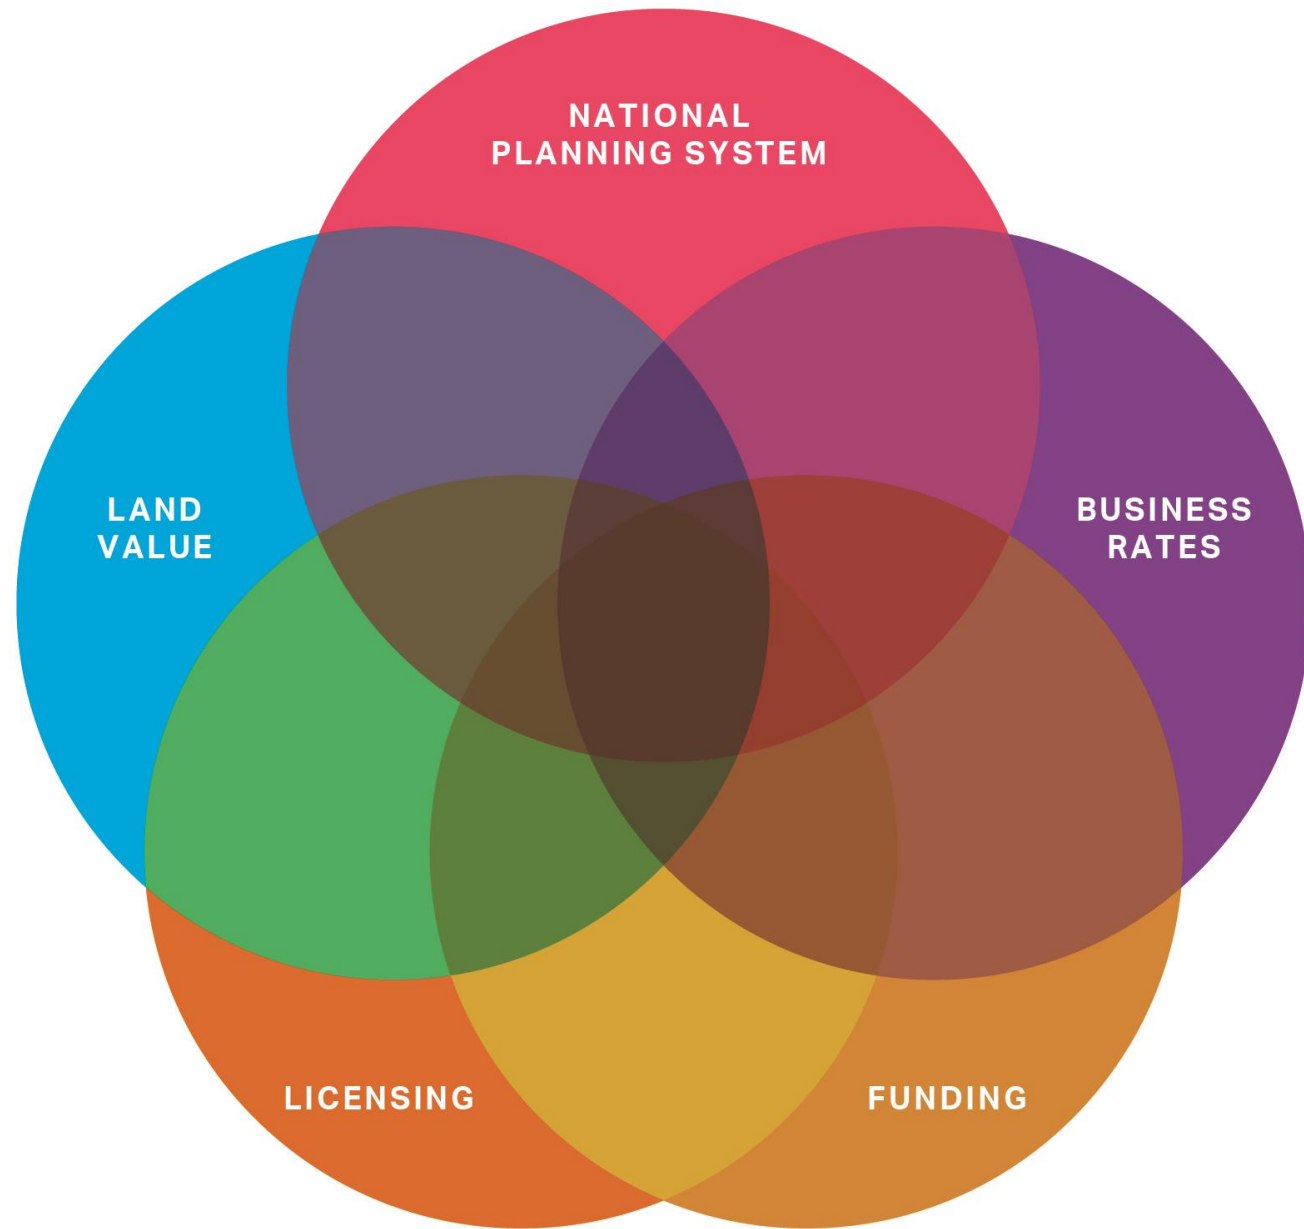 NATIONAL
PLANNING SYSTEM
LAND
VALUE
BUSINESS
RATES
LICENSING
FUNDING